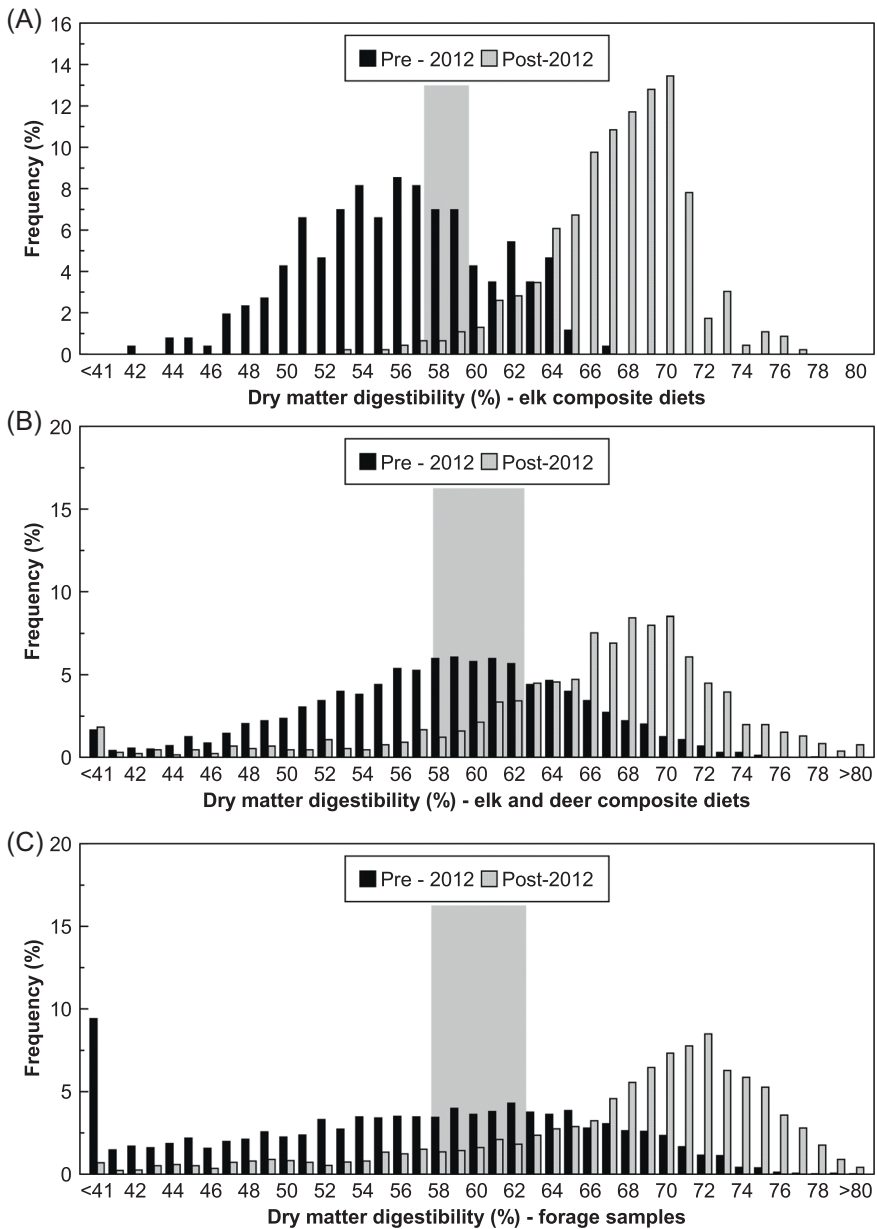 (A)
16
14
12
10
8
6
4
2
0
Frequency (%)
Pre - 2012 Post-2012
<41 42 44 46 48 50 52 54 56 58 60 62 64 66 68 70 72 74 76 78 80
Dry matter digestibility (%) - elk composite diets
(B)
20
15
10
5
0
Frequency (%)
Pre - 2012 Post-2012
<41 42 44 46 48 50 52 54 56 58 60 62 64 66 68 70 72 74 76 78 >80
Dry matter digestibility (%) - elk and deer composite diets
(C)
20
15
10
5
0
Frequency (%)
Pre - 2012 Post-2012
<41 42 44 46 48 50 52 54 56 58 60 62 64 66 68 70 72 74 76 78 >80
Dry matter digestibility (%) - forage samples